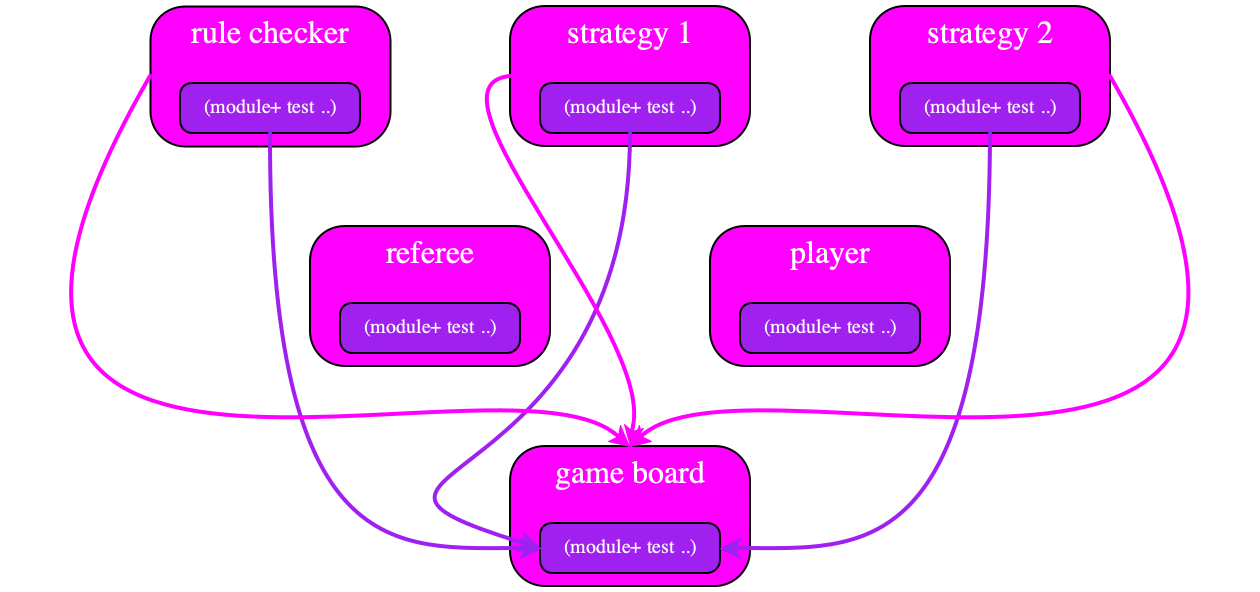 rule checker
(module+ test ..)
strategy 1
(module+ test ..)
strategy 2
(module+ test ..)
referee
(module+ test ..)
player
(module+ test ..)
game board
(module+ test ..)